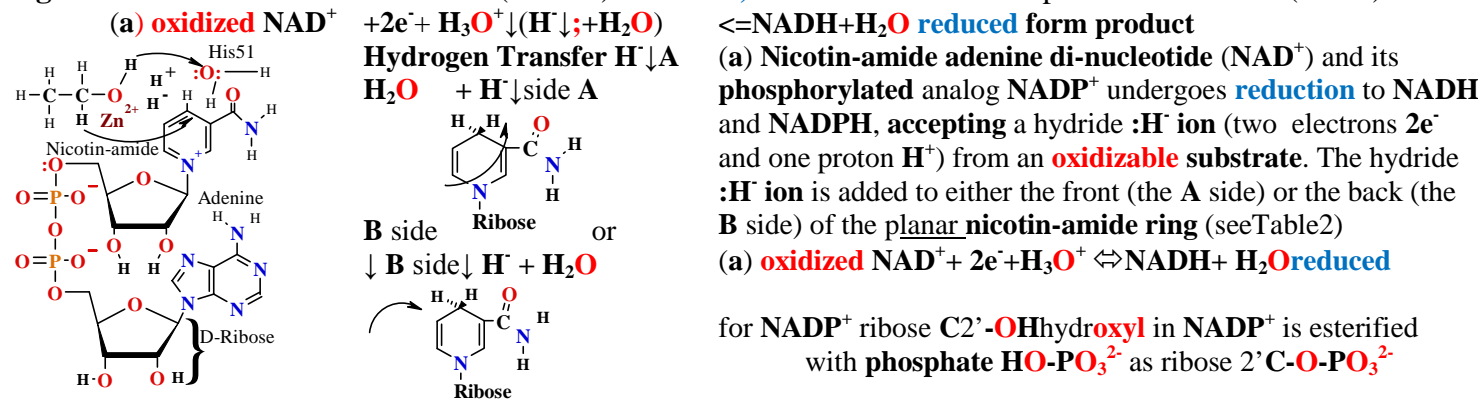 (a) oxidized NAD⁺ +2e⁻+ H₃O⁺↓(H⁻↓;+H₂O) <=NADH+H₂O reduced form product
His51
Hydrogen Transfer H⁻↓A
H₂O + H⁻↓side A
(a) Nicotin-amide adenine di-nucleotide (NAD⁺) and its
phosphorylated analog NADP⁺ undergoes reduction to NADH
and NADPH, accepting a hydride :H⁻ ion (two electrons 2e⁻
and one proton H⁺) from an oxidizable substrate. The hydride
:H⁻ ion is added to either the front (the A side) or the back (the
B side) of the planar nicotin-amide ring (seeTable2)
(a) oxidized NAD⁺+ 2e⁻+H₃O⁺ ⇔NADH+ H₂Oreduced
for NADP⁺ ribose C2’-OHhydroxyl in NADP⁺ is esterified
with phosphate HO-PO₃²⁻ as ribose 2’C-O-PO₃²⁻
H⁺
H⁻
Zn²⁺
Nicotin-amide
Adenine
D-Ribose
Ribose
B side or
↓ B side↓ H⁻ + H₂O
Ribose